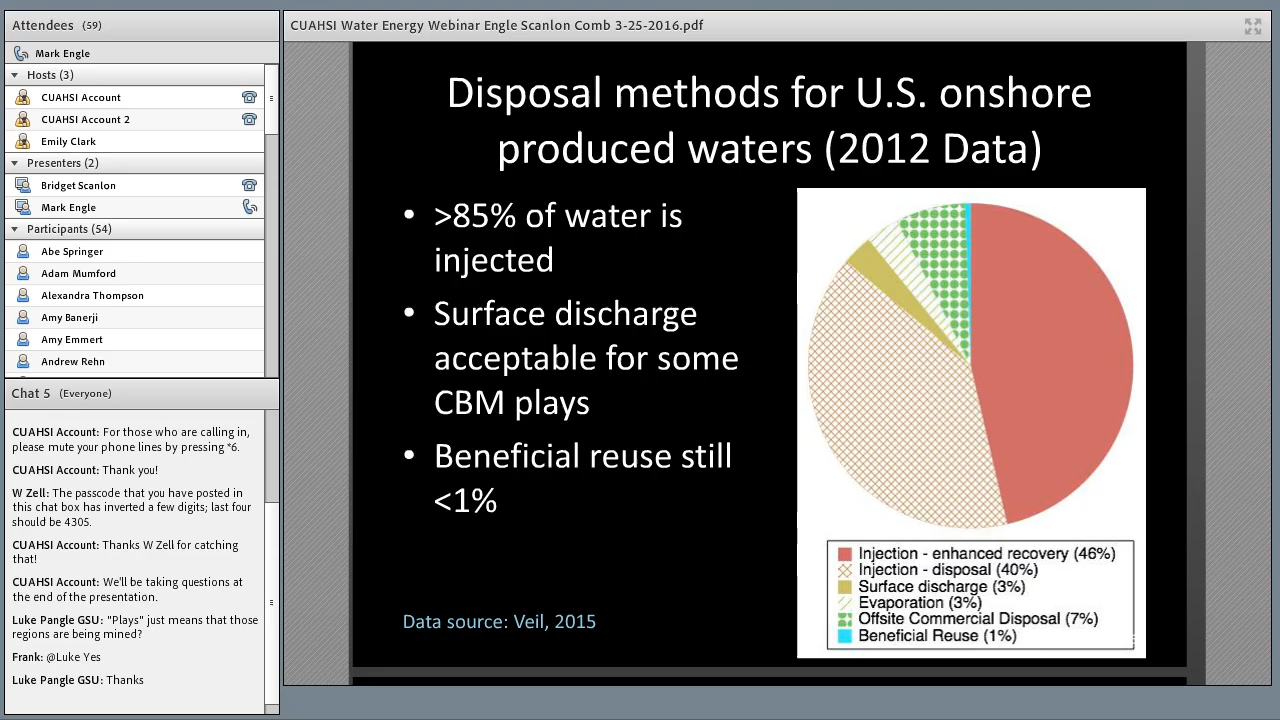 Attendees (59)
Mark Engle
Hosts (3)
CUAHSI Account
CUAHSI Account 2
Emily Clark
Presenters (2)
Bridget Scanlon
Mark Engle
Participants (54)
Abe Springer
Adam Mumford
Alexandra Thompson
Amy Banerji
Amy Emmert
Andrew Rehn
Chat 5 (Everyone)
CUAHSI Account: For those who are calling in,
please mute your phone lines by pressing *6.
CUAHSI Account: Thank you!
W Zell: The passcode that you have posted in
this chat box has inverted a few digits; last four
should be 4305.
CUAHSI Account: Thanks W Zell for catching
that!
CUAHSI Account: We'll be taking questions at
the end of the presentation.
Luke Pangle GSU: "Plays" just means that those
regions are being mined?
Frank: @Luke Yes
Luke Pangle GSU: Thanks
CUAHSI Water Energy Webinar Engle Scanlon Comb 3-25-2016.pdf
Disposal methods for U.S. onshore
produced waters (2012 Data)
• >85% of water is
injected
• Surface discharge
acceptable for some
CBM plays
• Beneficial reuse still
<1%
Data source: Veil, 2015
Injection - enhanced recovery (46%)
Injection - disposal (40%)
Surface discharge (3%)
Evaporation (3%)
Offsite Commercial Disposal (7%)
Beneficial Reuse (1%)